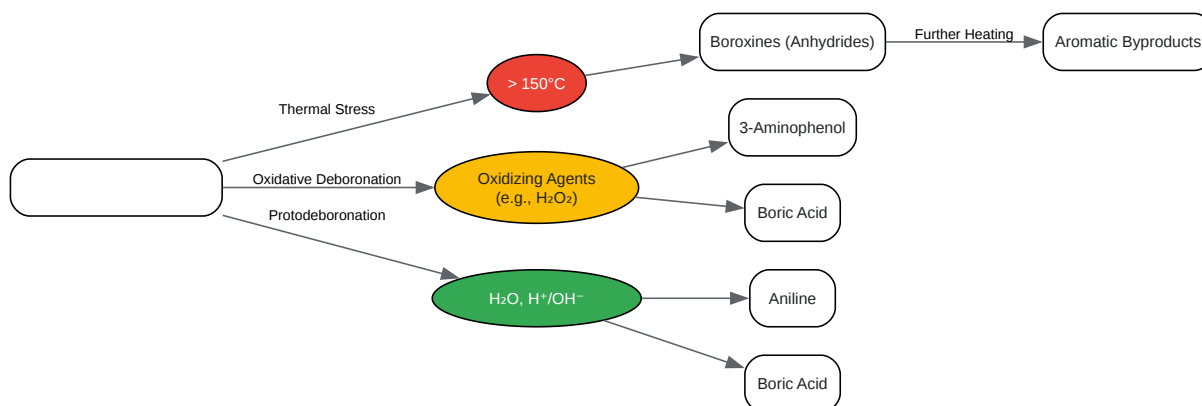 Boroxines (Anhydrides)
Further Heating
Aromatic Byproducts
> 150°C
Thermal Stress
3-Aminophenol
Oxidative Deboronation
Oxidizing Agents
(e.g., H₂O₂)
Protodeboronation
Boric Acid
H₂O, H⁺/OH⁻
Aniline
Boric Acid